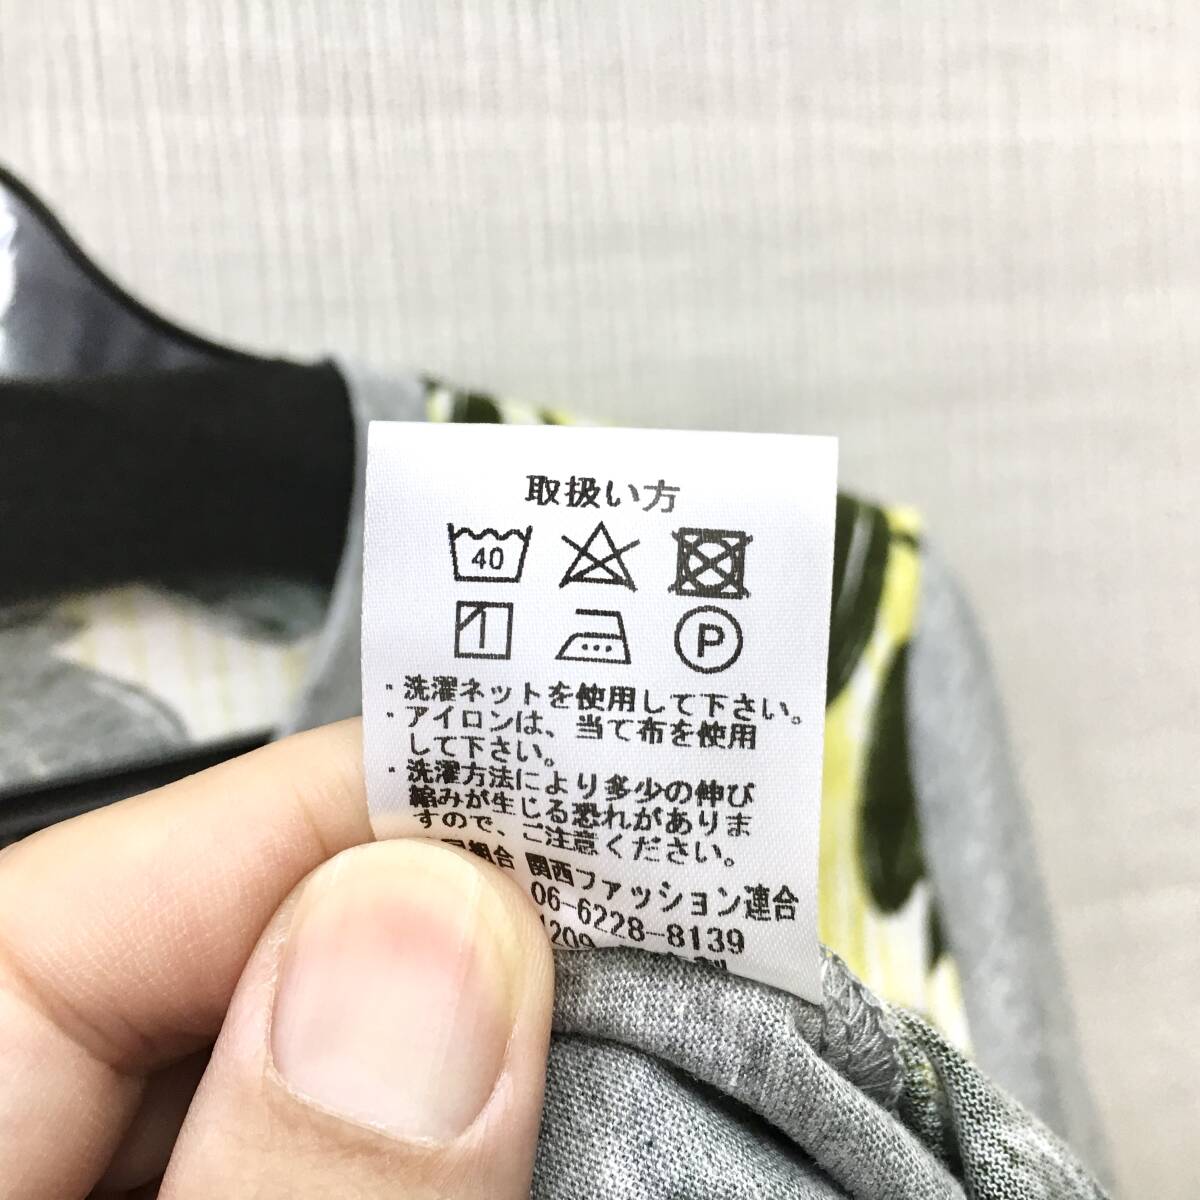 取扱い方
40
P
・洗濯ネットを使用して下さい。
・アイロンは、当て布を使用
して下さい。
・洗濯方法により多少の伸び
縮みが生じる恐れがありま
すので、ご注意ください。
組合 関西ファッション連合
06-6228-8139
1209